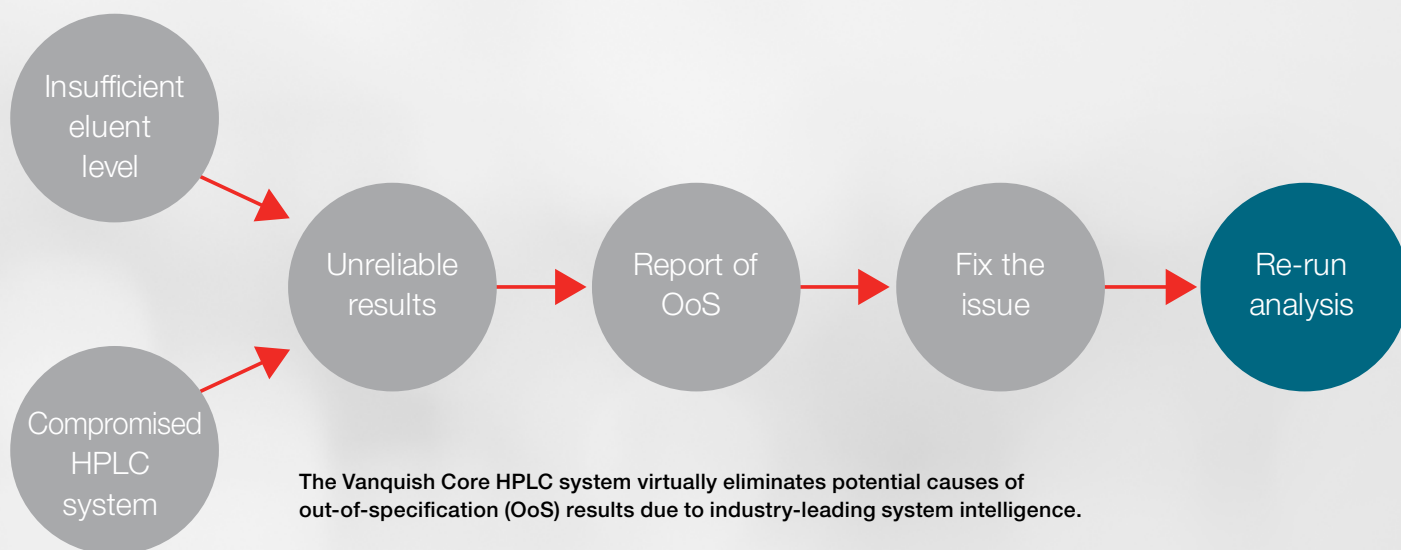 Insufficient
eluent
level
Compromised
HPLC
system
Unreliable
results
Report of
OoS
Fix the
issue
Re-run
analysis
The Vanquish Core HPLC system virtually eliminates potential causes of
out-of-specification (OoS) results due to industry-leading system intelligence.